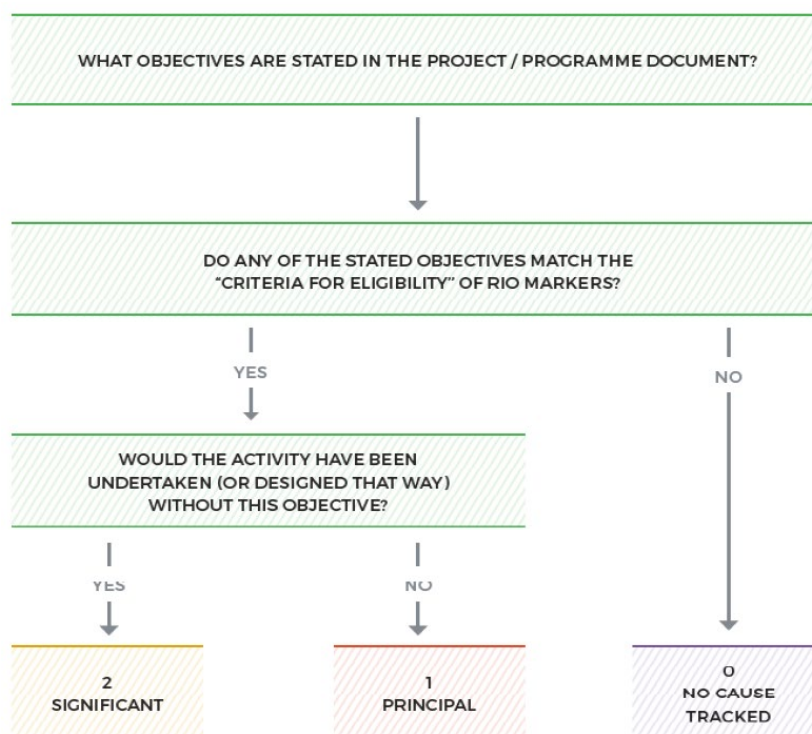 WHAT OBJECTIVES ARE STATED IN THE PROJECT / PROGRAMME DOCUMENT?
DO ANY OF THE STATED OBJECTIVES MATCH THE
“CRITERIA FOR ELIGIBILITY” OF RIO MARKERS?
YES
NO
WOULD THE ACTIVITY HAVE BEEN
UNDERTAKEN (OR DESIGNED THAT WAY)
WITHOUT THIS OBJECTIVE?
YES
NO
2
SIGNIFICANT
1
PRINCIPAL
0
NO CAUSE
TRACKED